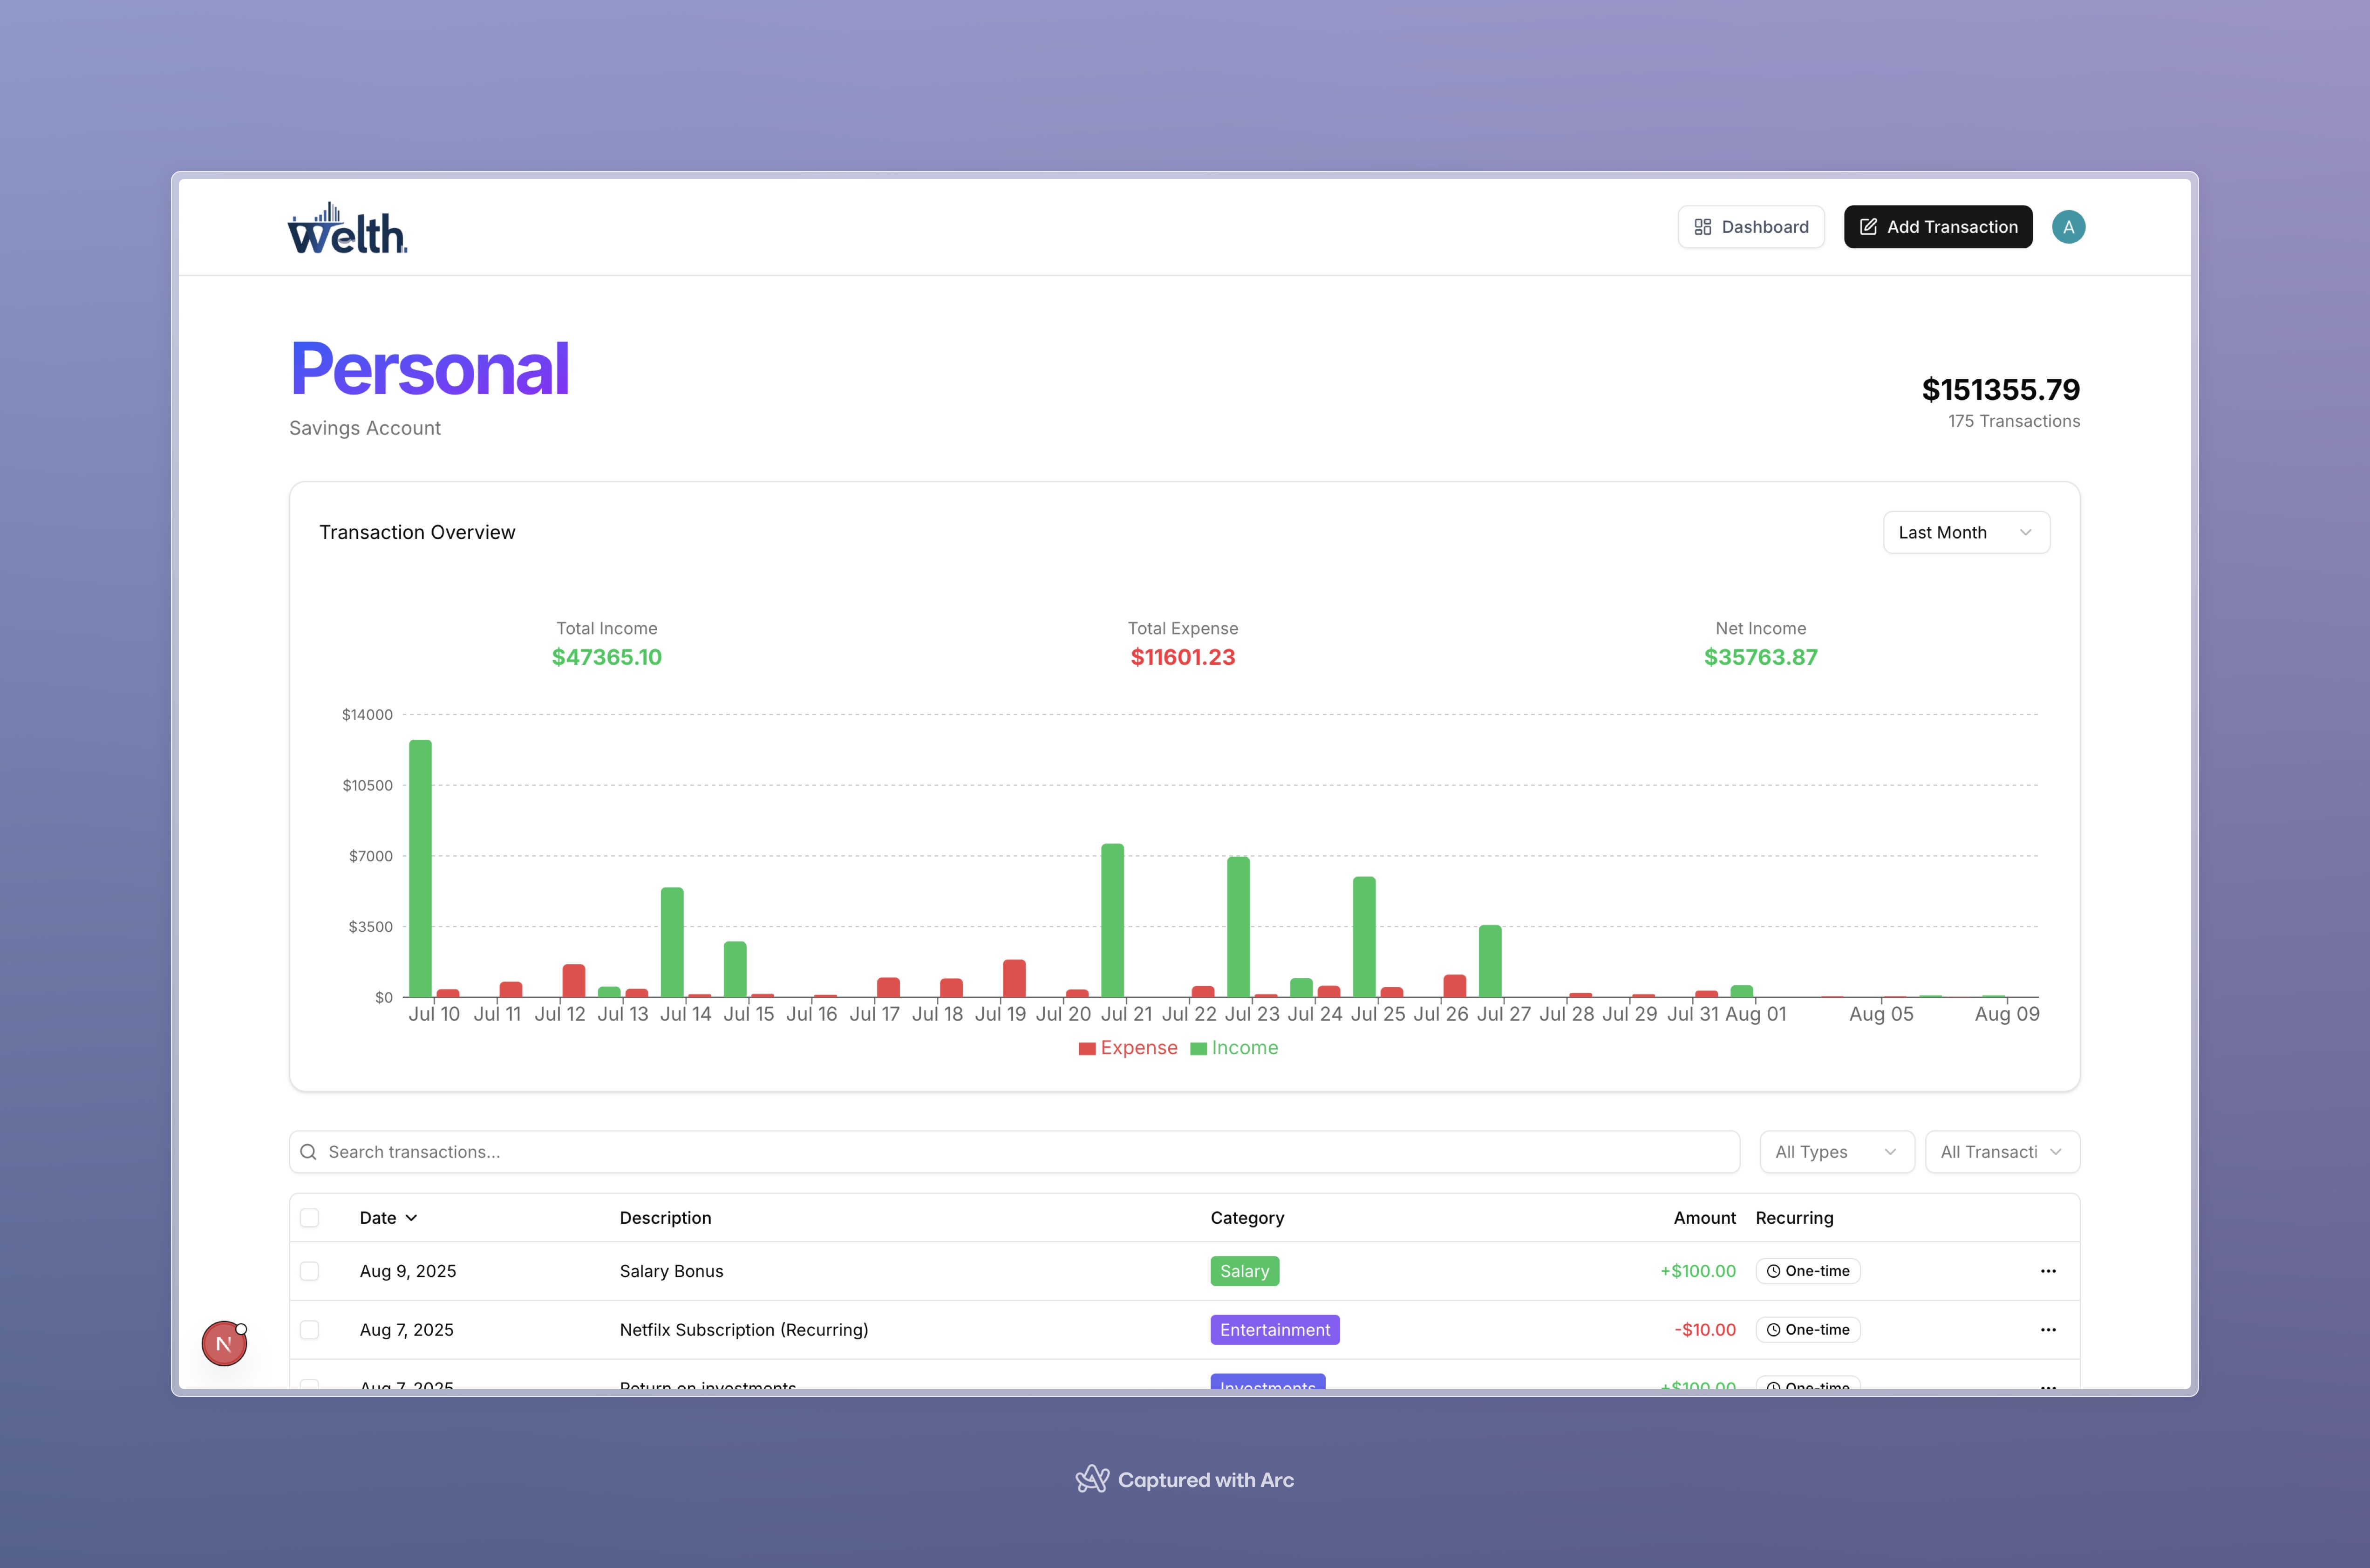 Welth.
Dashboard
Add Transaction
A
Personal
Savings Account
$151355.79
175 Transactions
Transaction Overview
Last Month
Total Income
$47365.10
Total Expense
$11601.23
Net Income
$35763.87
$14000
$10500
$7000
$3500
$0
Jul 10 Jul 11 Jul 12 Jul 13 Jul 14 Jul 15 Jul 16 Jul 17 Jul 18 Jul 19 Jul 20 Jul 21 Jul 22 Jul 23 Jul 24 Jul 25 Jul 26 Jul 27 Jul 28 Jul 29 Jul 31 Aug 01 Aug 05 Aug 09
Expense Income
Search transactions...
All Types
All Transacti
Date Description Category Amount Recurring
Aug 9, 2025 Salary Bonus Salary +$100.00 One-time
Aug 7, 2025 Netfilx Subscription (Recurring) Entertainment -$10.00 One-time
Aug 7, 2025 Return on investments Investments +$100.00 One-time
N
Captured with Arc